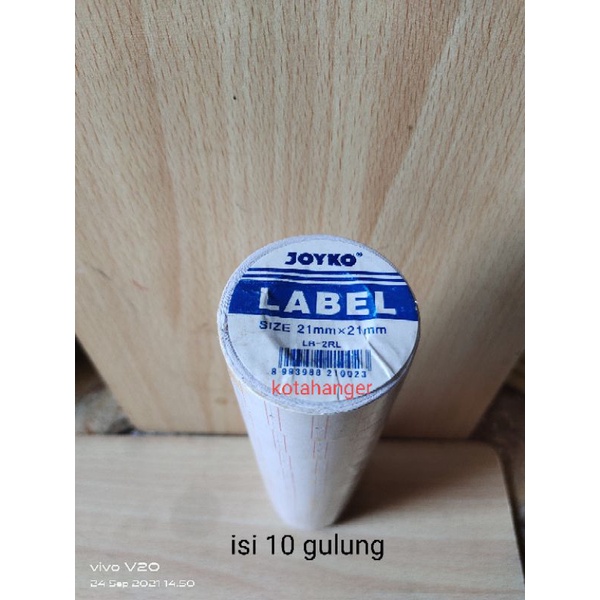 JOYKO®
LABEL
SIZE 21mm×21mm
LB-2RL
8 993988 210023
kotahanger
isi 10 gulung
vivo V20
24 Sep 2021 14.50